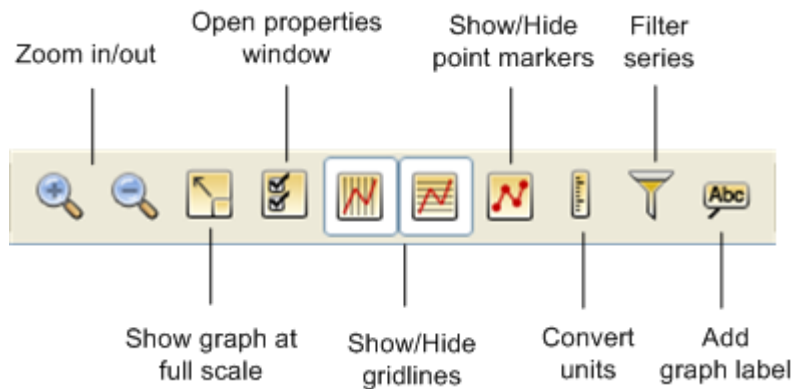 Zoom in/out
Open properties
window
Show/Hide
point markers
Filter
series
Abc
Show graph at
full scale
Show/Hide
gridlines
Convert
units
Add
graph label